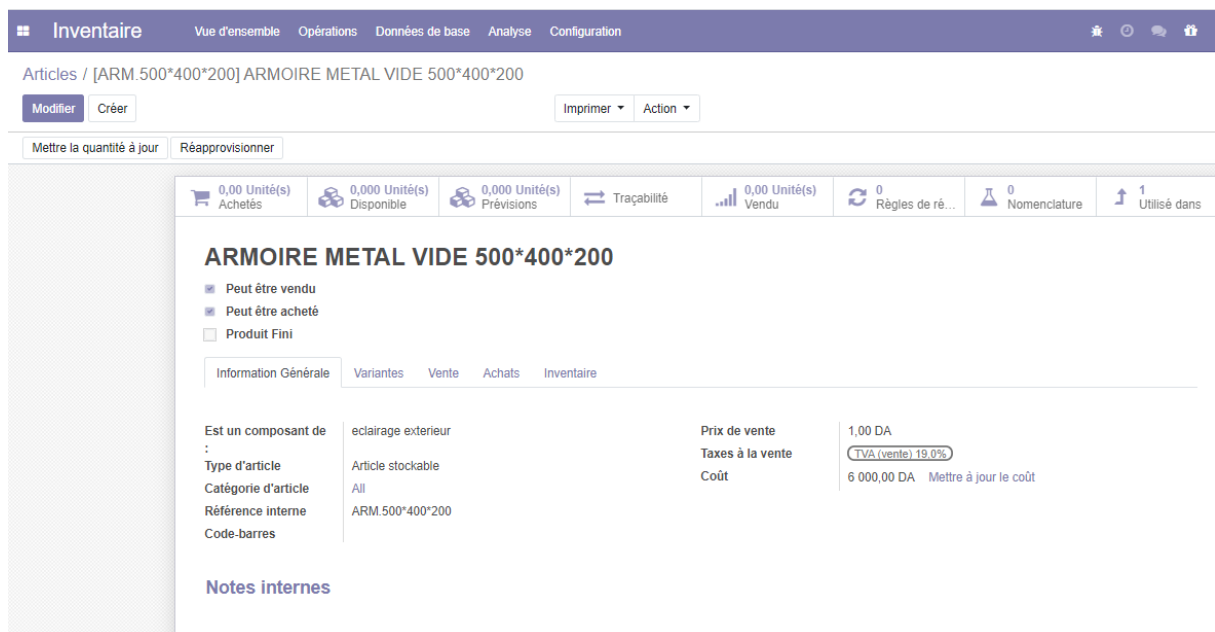 Inventaire Vue d'ensemble Opérations Données de base Analyse Configuration
Articles / [ARM.500*400*200] ARMOIRE METAL VIDE 500*400*200
Modifier Créer Imprimer Action
Mettre la quantité à jour Réapprovisionner
0,00 Unité(s) 0,000 Unité(s) 0,000 Unité(s) Traçabilité 0,00 Unité(s) 0 0 1
Achetés Disponible Prévisions Vendu Règles de ré... Nomenclature Utilisé dans
ARMOIRE METAL VIDE 500*400*200
Peut être vendu
Peut être acheté
Produit Fini
Information Générale Variantes Vente Achats Inventaire
Est un composant de eclairage exterieur Prix de vente 1,00 DA
: Taxes à la vente TVA (vente) 19,0%
Type d'article Article stockable Coût 6 000,00 DA Mettre à jour le coût
Catégorie d'article All
Référence interne ARM.500*400*200
Code-barres
Notes internes